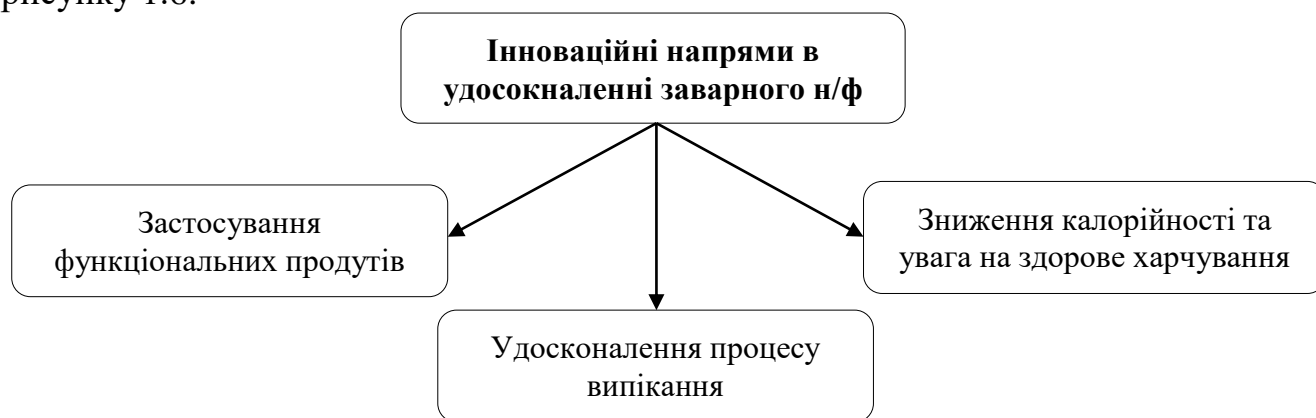 рисунку 1.6.
Інноваційні напрями в
удосокналенні заварного н/ф
Застосування
функціональних продутів
Зниження калорійності та
увага на здорове харчування
Удосконалення процесу
випікання